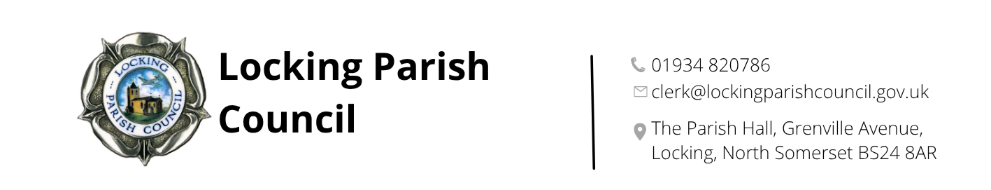 LOCKING
PARISH COUNCIL
Locking Parish
Council
01934 820786
clerk@lockingparishcouncil.gov.uk
The Parish Hall, Grenville Avenue,
Locking, North Somerset BS24 8AR